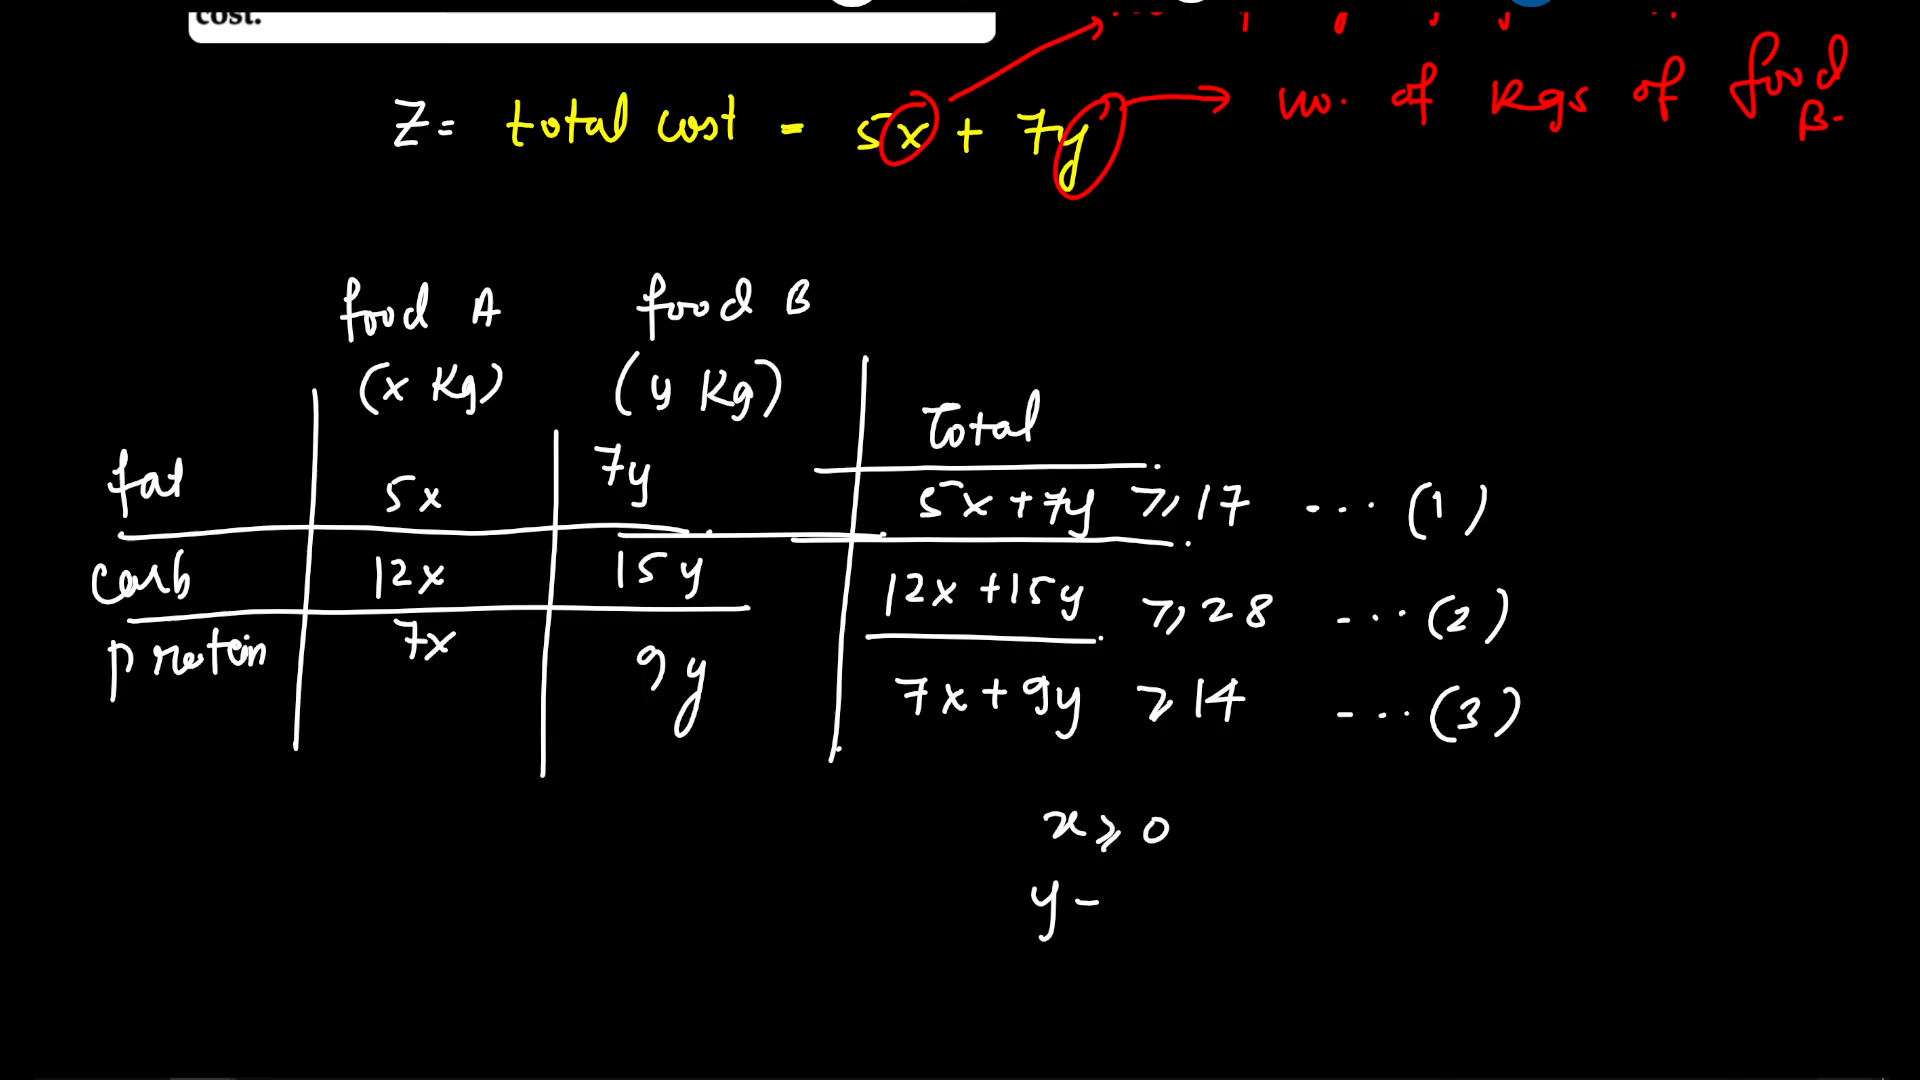 cost.
Z = total cost - 5x + 7y → no. of Kgs of food B-
food A food B
(x Kg) (y Kg) Total
fat 5x 7y 5x + 7y ⩾ 17 ... (1)
carb 12x 15y 12x + 15y ⩾ 28 ... (2)
protein 7x 9y 7x + 9y ⩾ 14 ... (3)
x ⩾ 0
y -